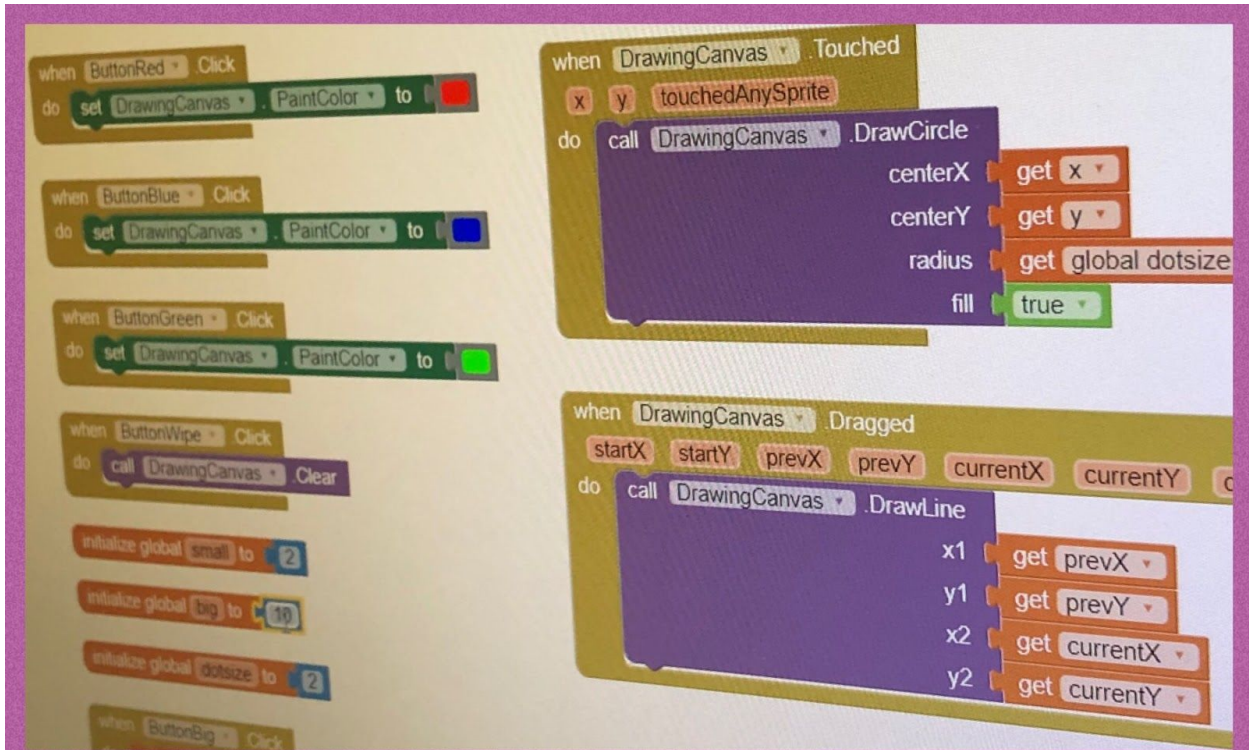 when ButtonRed .Click
do set DrawingCanvas . PaintColor to
when ButtonBlue .Click
do set DrawingCanvas . PaintColor to
when ButtonGreen .Click
do set DrawingCanvas . PaintColor to
when ButtonWipe .Click
do call DrawingCanvas .Clear
initialize global small to 2
initialize global big to 10
initialize global dotsize to 2
when ButtonBig .Click
when DrawingCanvas .Touched
x y touchedAnySprite
do call DrawingCanvas .DrawCircle
centerX get x
centerY get y
radius get global dotsize
fill true
when DrawingCanvas .Dragged
startX startY prevX prevY currentX currentY
do call DrawingCanvas .DrawLine
x1 get prevX
y1 get prevY
x2 get currentX
y2 get currentY